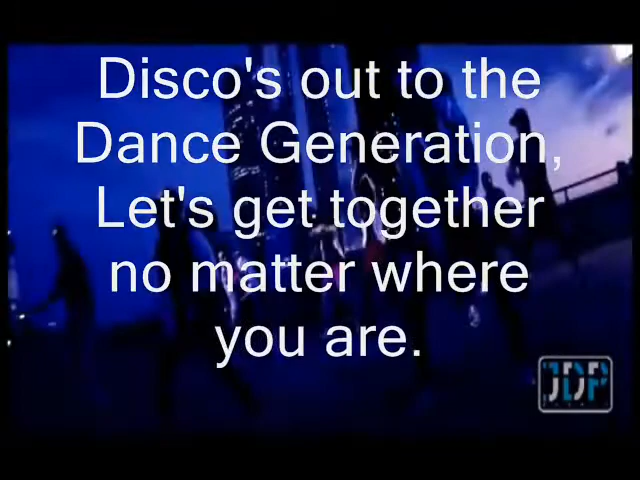 Disco's out to the
Dance Generation,
Let's get together
no matter where
you are.
JDP